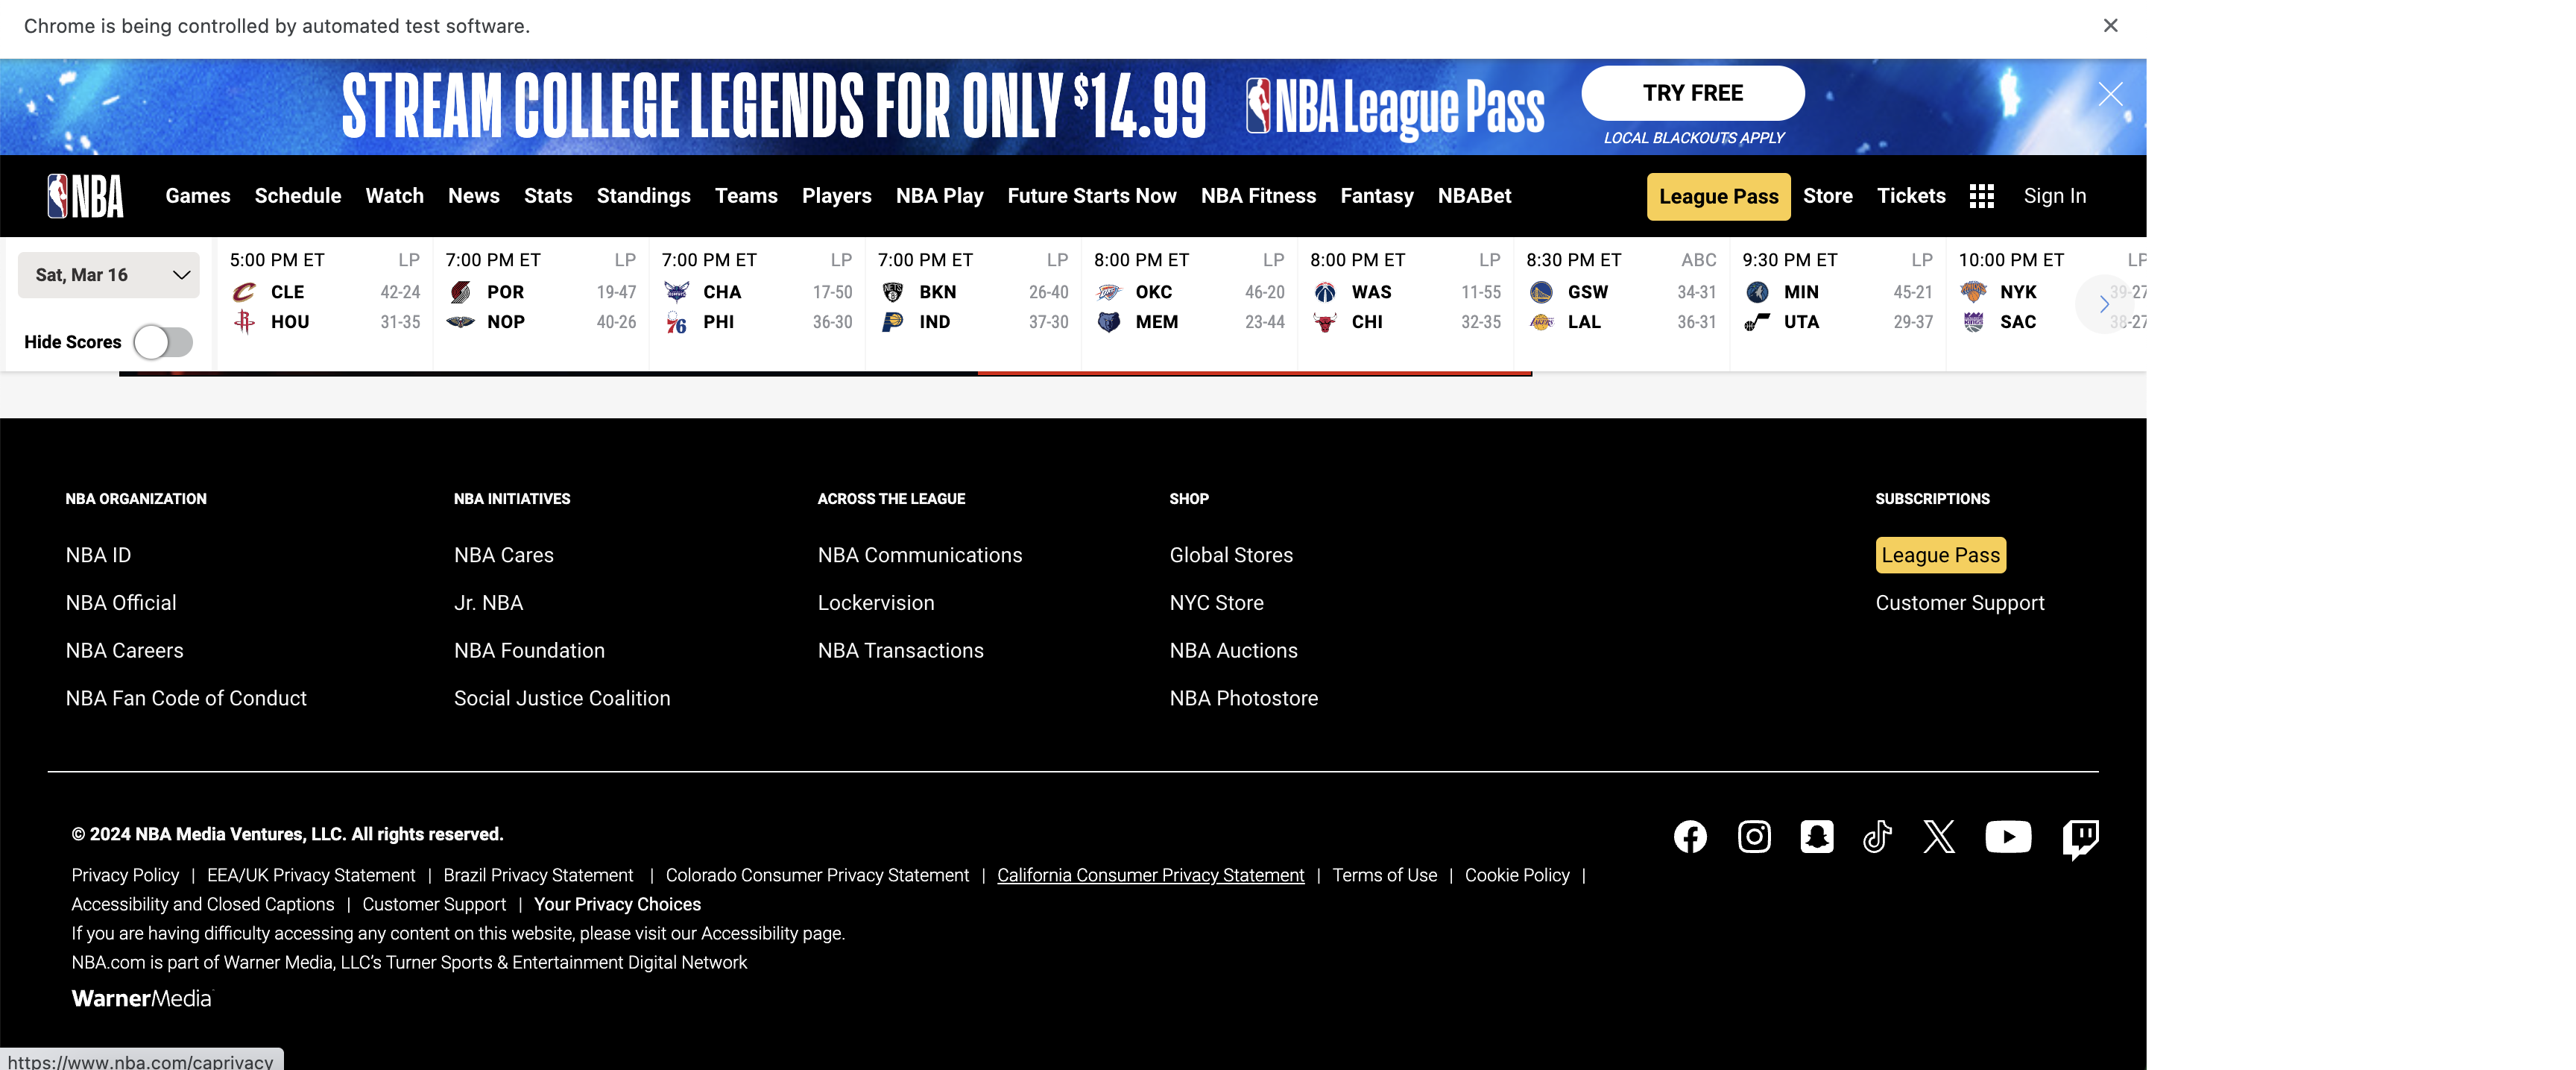 Chrome is being controlled by automated test software.
STREAM COLLEGE LEGENDS FOR ONLY $14.99 NBA League Pass TRY FREE
LOCAL BLACKOUTS APPLY
NBA Games Schedule Watch News Stats Standings Teams Players NBA Play Future Starts Now NBA Fitness Fantasy NBABet League Pass Store Tickets Sign In
Sat, Mar 16
Hide Scores
5:00 PM ET LP
CLE 42-24
HOU 31-35
7:00 PM ET LP
POR 19-47
NOP 40-26
7:00 PM ET LP
CHA 17-50
PHI 36-30
7:00 PM ET LP
BKN 26-40
IND 37-30
8:00 PM ET LP
OKC 46-20
MEM 23-44
8:00 PM ET LP
WAS 11-55
CHI 32-35
8:30 PM ET ABC
GSW 34-31
LAL 36-31
9:30 PM ET LP
MIN 45-21
UTA 29-37
10:00 PM ET LP
NYK 39-27
SAC 38-27
NBA ORGANIZATION
NBA ID
NBA Official
NBA Careers
NBA Fan Code of Conduct
NBA INITIATIVES
NBA Cares
Jr. NBA
NBA Foundation
Social Justice Coalition
ACROSS THE LEAGUE
NBA Communications
Lockervision
NBA Transactions
SHOP
Global Stores
NYC Store
NBA Auctions
NBA Photostore
SUBSCRIPTIONS
League Pass
Customer Support
© 2024 NBA Media Ventures, LLC. All rights reserved.
Privacy Policy | EEA/UK Privacy Statement | Brazil Privacy Statement | Colorado Consumer Privacy Statement | California Consumer Privacy Statement | Terms of Use | Cookie Policy |
Accessibility and Closed Captions | Customer Support | Your Privacy Choices
If you are having difficulty accessing any content on this website, please visit our Accessibility page.
NBA.com is part of Warner Media, LLC’s Turner Sports & Entertainment Digital Network
WarnerMedia
https://www.nba.com/caprivacy